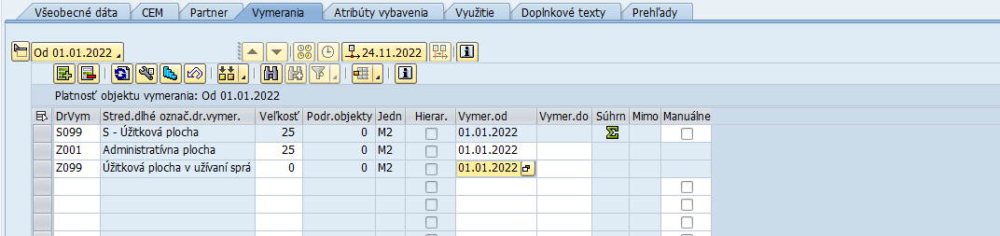 Všeobecné dáta CEM Partner Vymerania Atribúty vybavenia Využitie Doplnkové texty Prehľady
Od 01.01.2022 24.11.2022
Platnosť objektu vymerania: Od 01.01.2022
DrVym Stred.dlhé označ.dr.vymer. Veľkosť Podr.objekty Jedn Hierar. Vymer.od Vymer.do Súhrn Mimo Manuálne
S099 S - Úžitková plocha 25 0 M2 01.01.2022
Z001 Administratívna plocha 25 0 M2 01.01.2022
Z099 Úžitková plocha v užívaní sprá 0 0 M2 01.01.2022